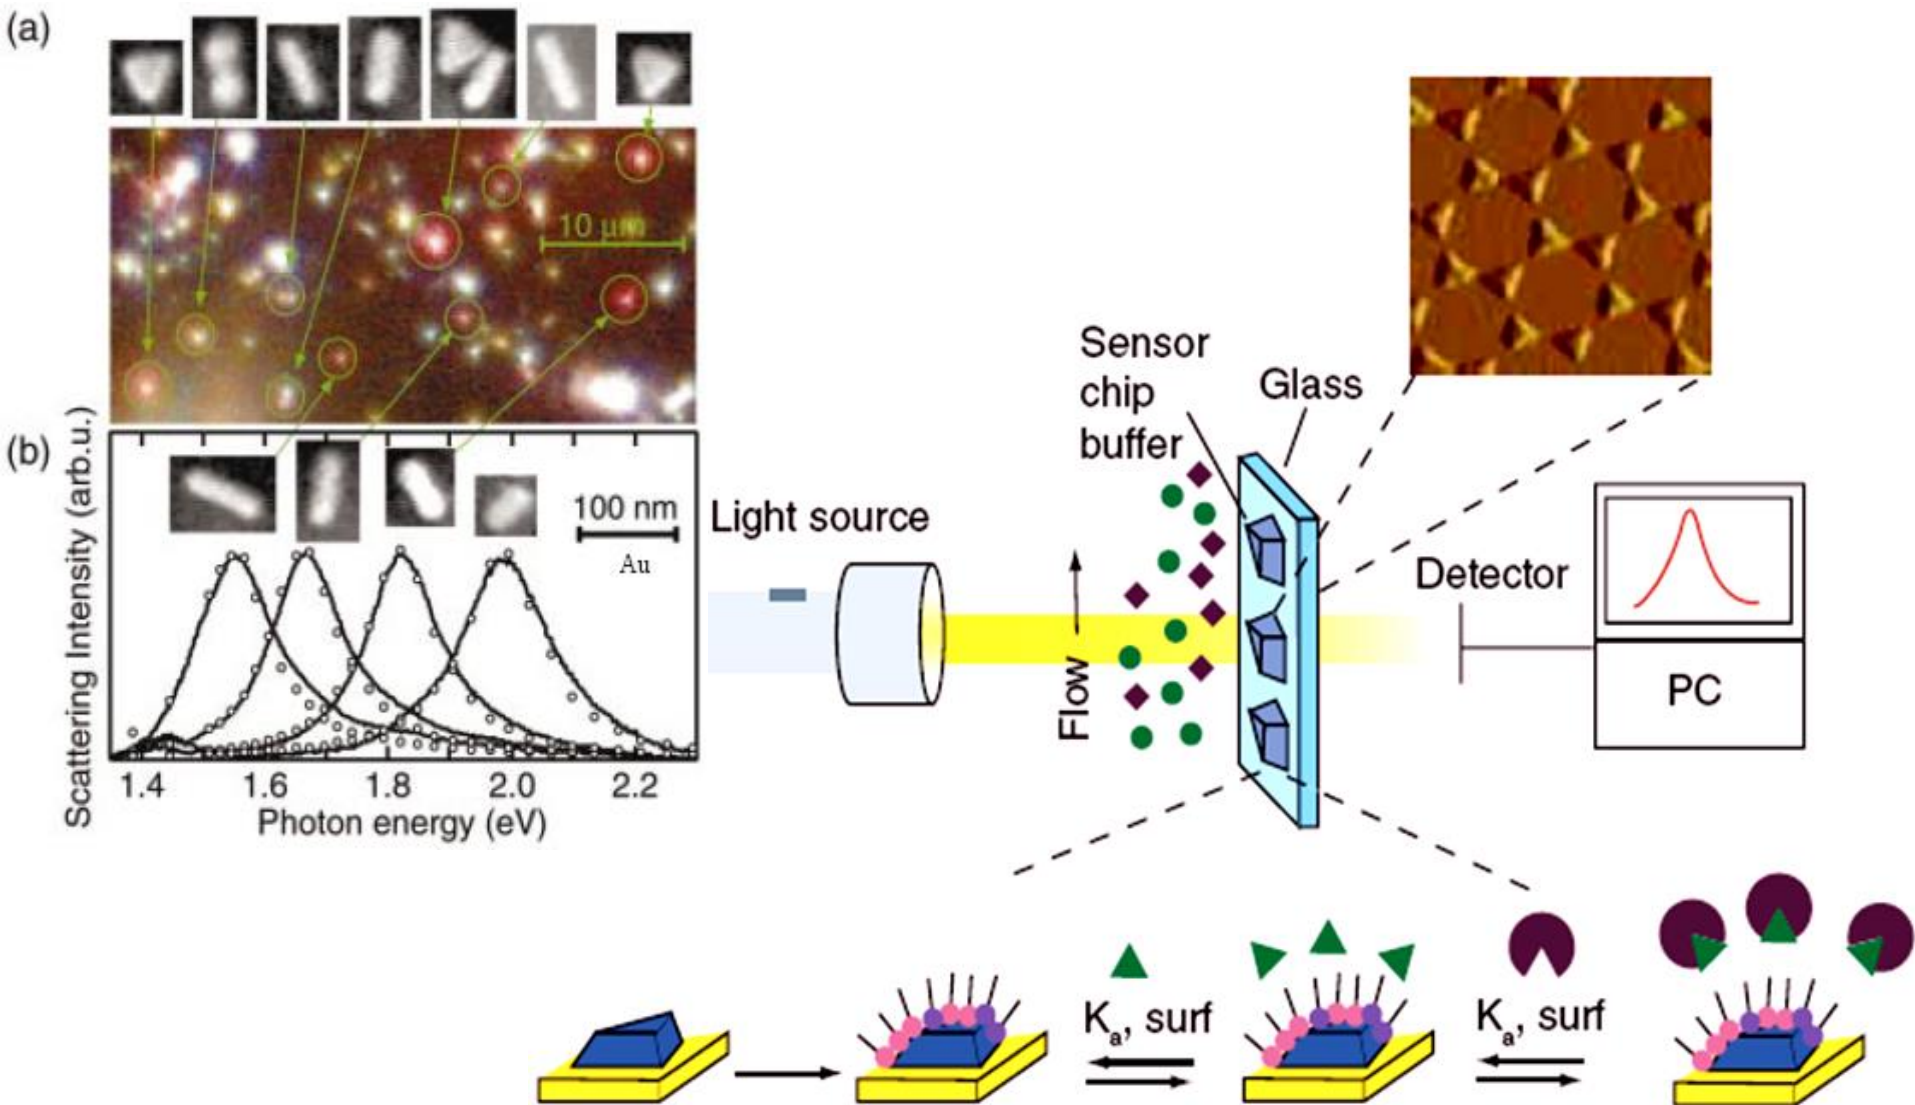 (a)
10 µm
(b)
100 nm
Au
Scattering Intensity (arb.u.)
1.4 1.6 1.8 2.0 2.2
Photon energy (eV)
Light source
Flow
Sensor
chip
buffer
Glass
Detector
PC
Ka, surf
Ka, surf